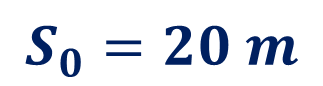 S₀ = 20 m